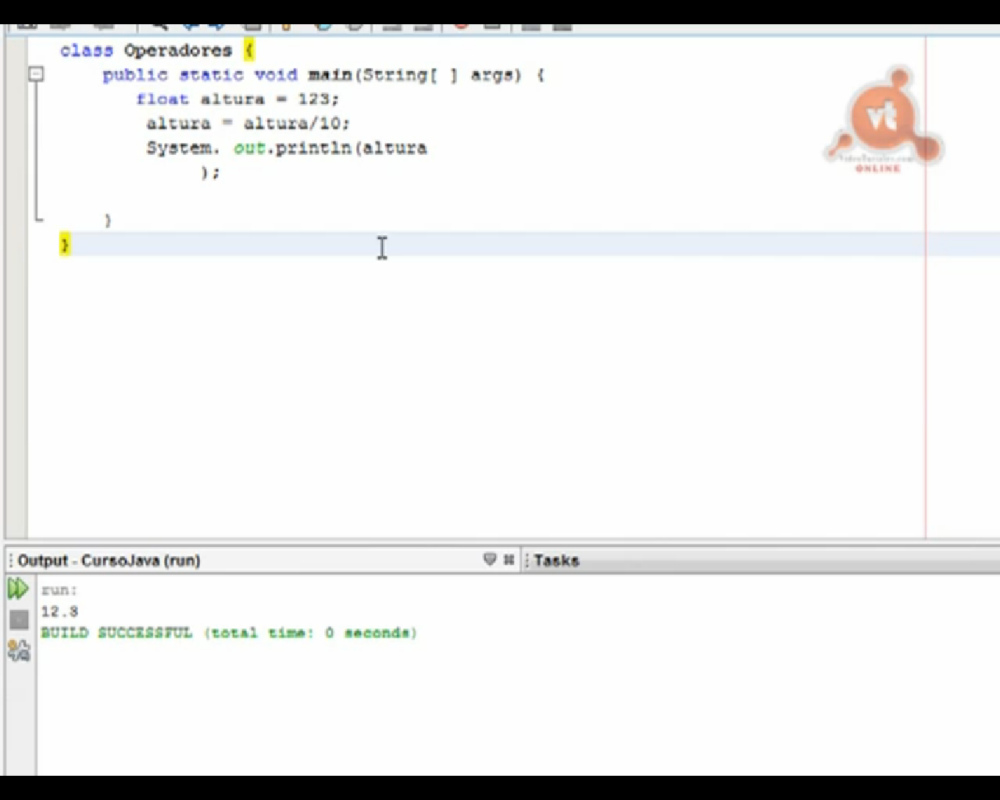 class Operadores {
public static void main(String[ ] args) {
float altura = 123;
altura = altura/10;
System. out.println(altura
);
}
}
vt
ONLINE
Output - CursoJava (run)
Tasks
run:
12.3
BUILD SUCCESSFUL (total time: 0 seconds)